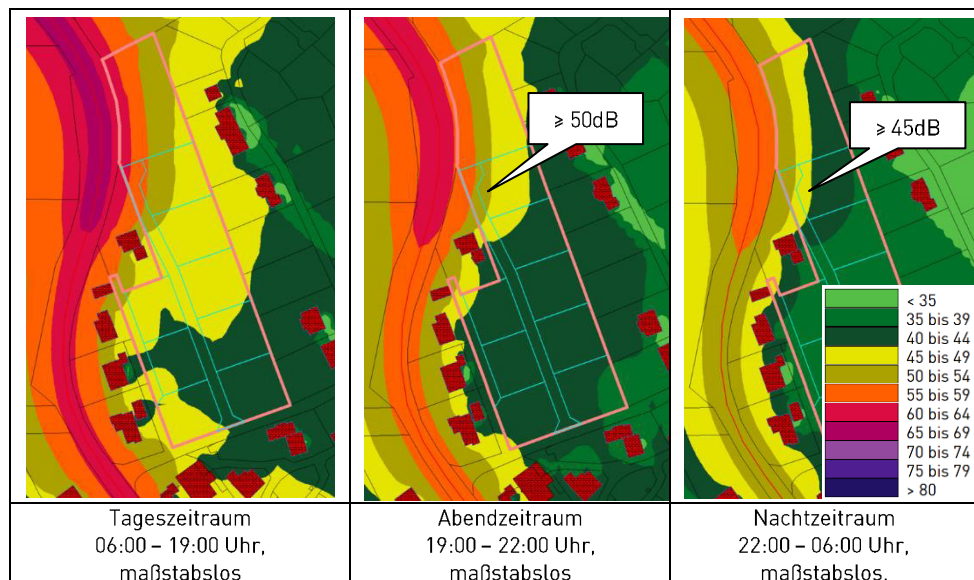 ≥ 50dB
≥ 45dB
< 35
35 bis 39
40 bis 44
45 bis 49
50 bis 54
55 bis 59
60 bis 64
65 bis 69
70 bis 74
75 bis 79
> 80
Tageszeitraum
06:00 – 19:00 Uhr,
maßstabslos
Abendzeitraum
19:00 – 22:00 Uhr,
maßstabslos
Nachtzeitraum
22:00 – 06:00 Uhr,
maßstabslos.